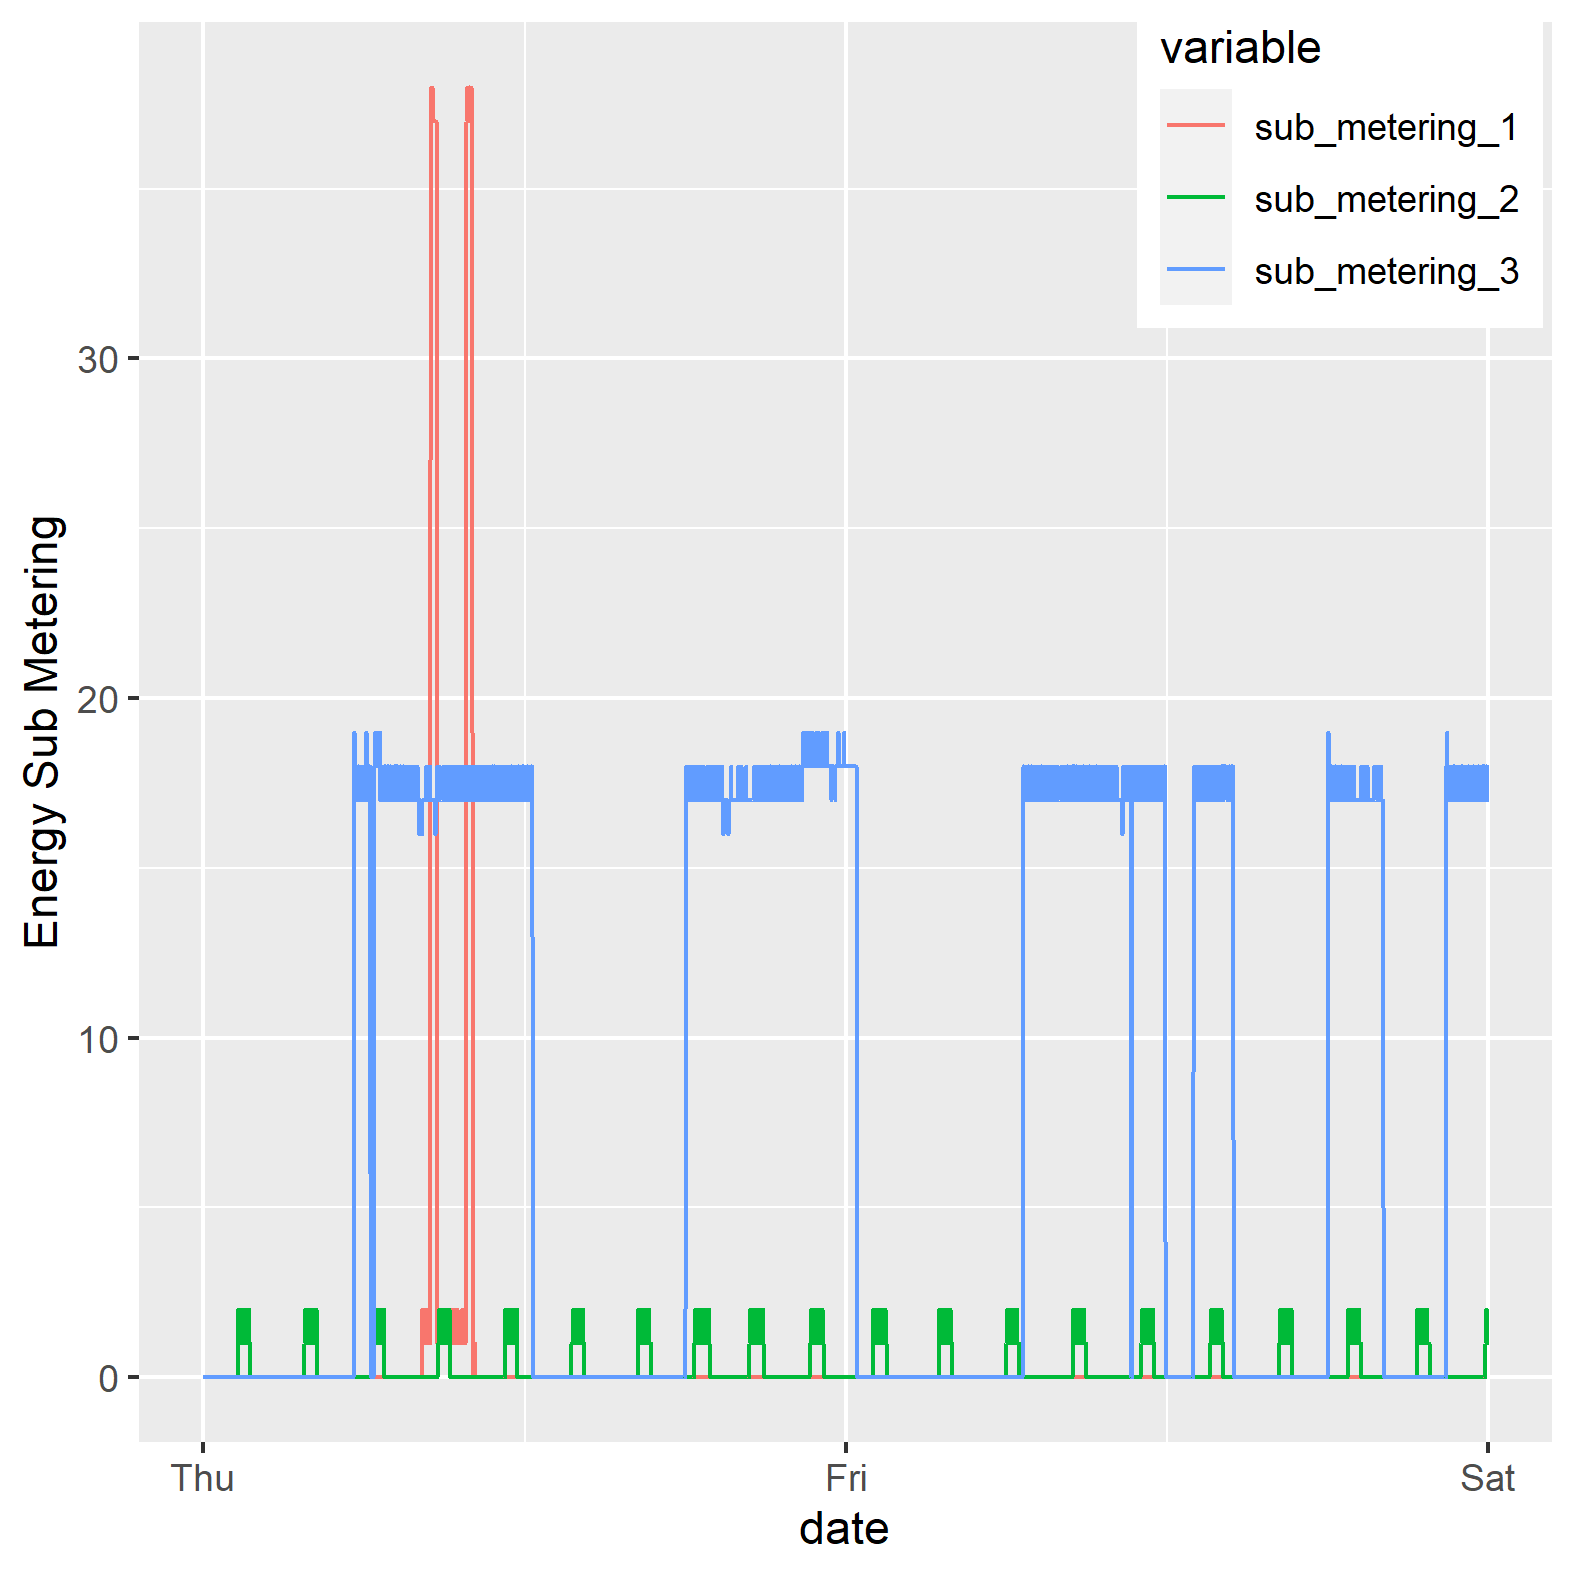 variable
sub_metering_1
sub_metering_2
sub_metering_3
30
20
10
0
Energy Sub Metering
Thu
Fri
Sat
date